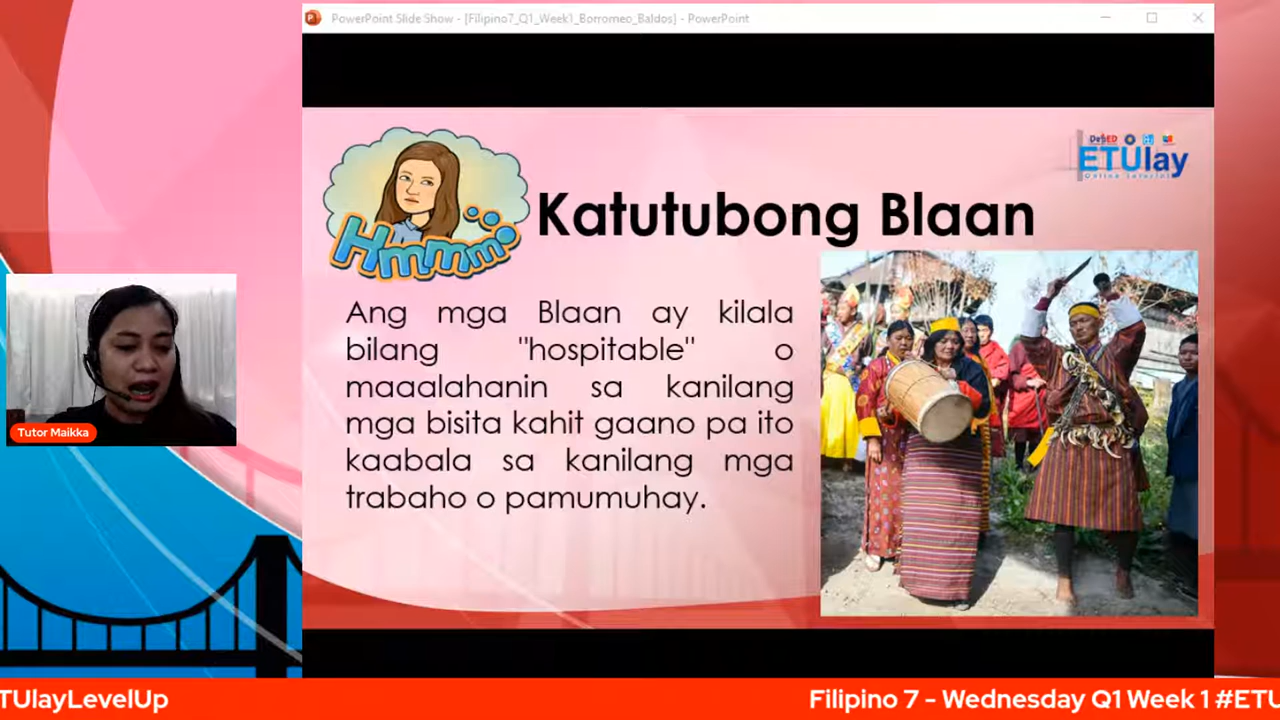 PowerPoint Slide Show - [Filipino7_Q1_Week1_Borromeo_Baldos] - PowerPoint
DepED
ETUlay
Online Tutorial
Hmmm
Katutubong Blaan
Ang mga Blaan ay kilala
bilang "hospitable" o
maaalahanin sa kanilang
mga bisita kahit gaano pa ito
kaabala sa kanilang mga
trabaho o pamumuhay.
Tutor Maikka
TUlayLevelUp
Filipino 7 - Wednesday Q1 Week 1 #ETU